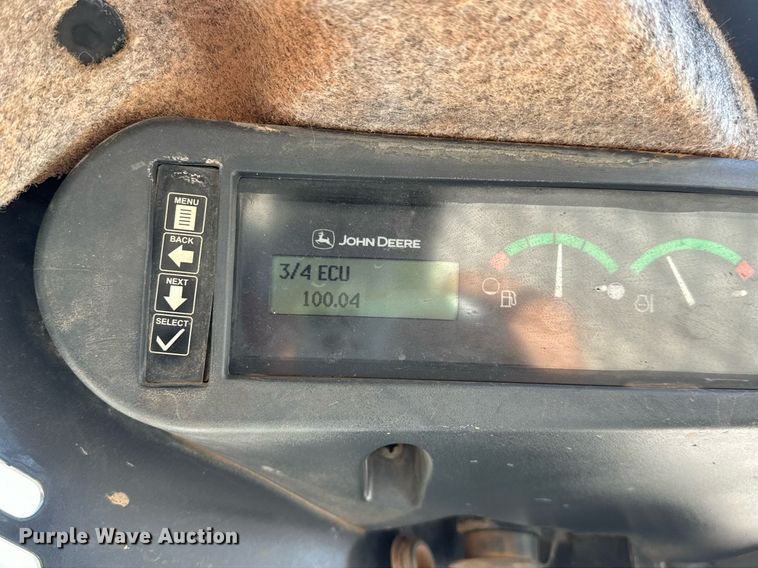 MENU
BACK
NEXT
SELECT
JOHN DEERE
3/4 ECU
100.04
Purple Wave Auction